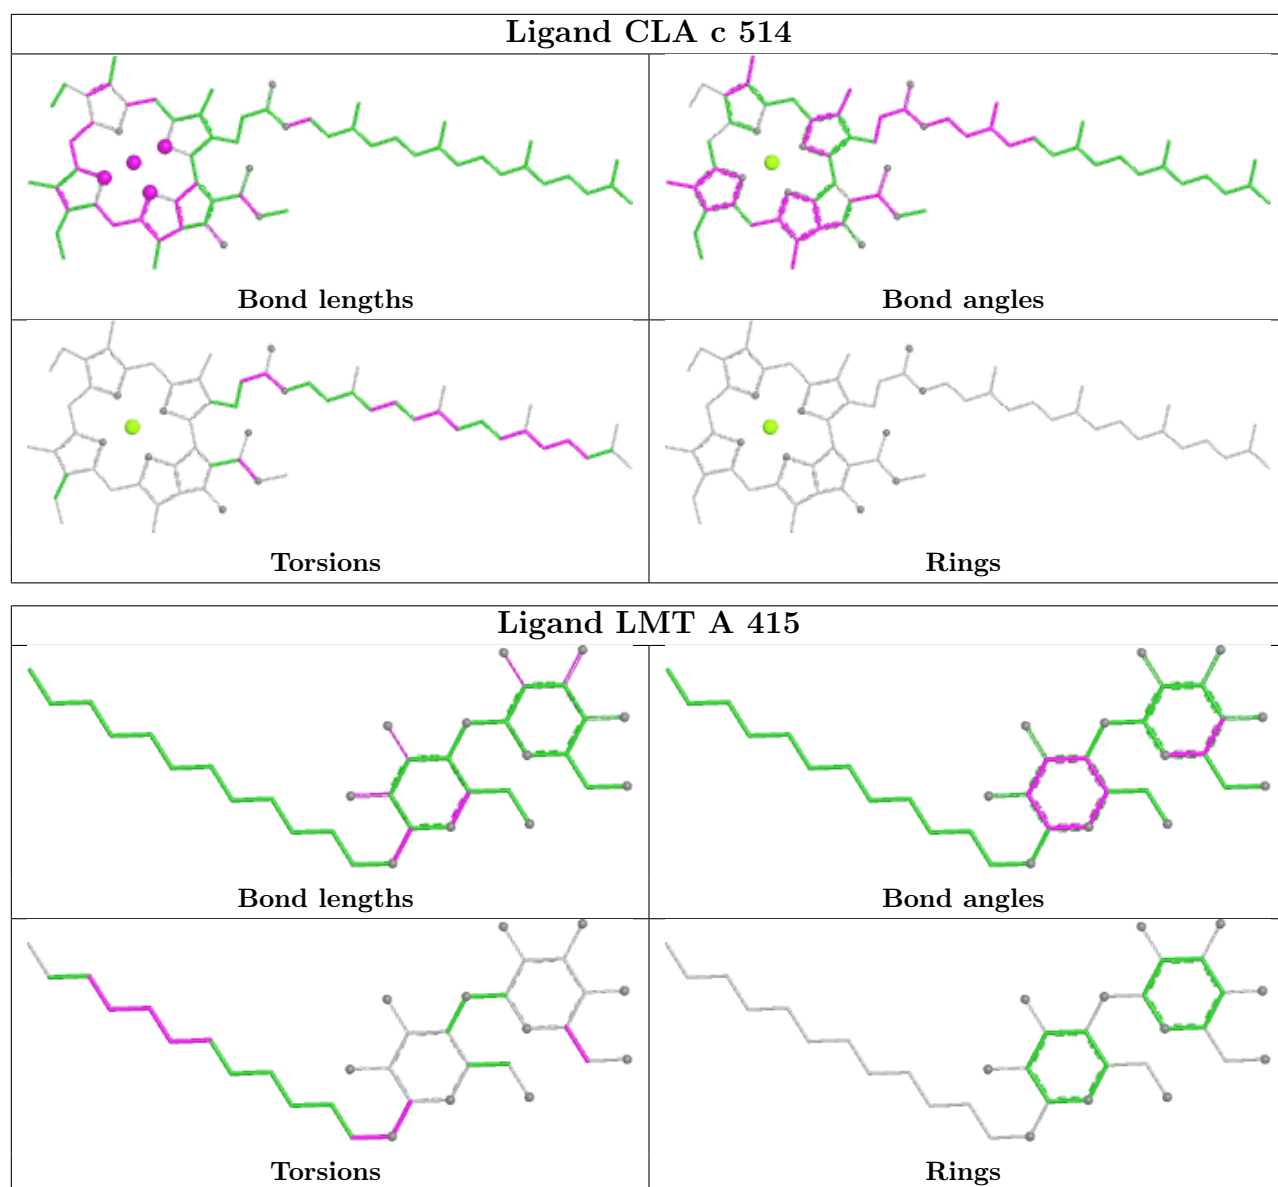 Ligand CLA c 514
Bond lengths
Bond angles
Torsions
Rings
Ligand LMT A 415
Bond lengths
Bond angles
Torsions
Rings